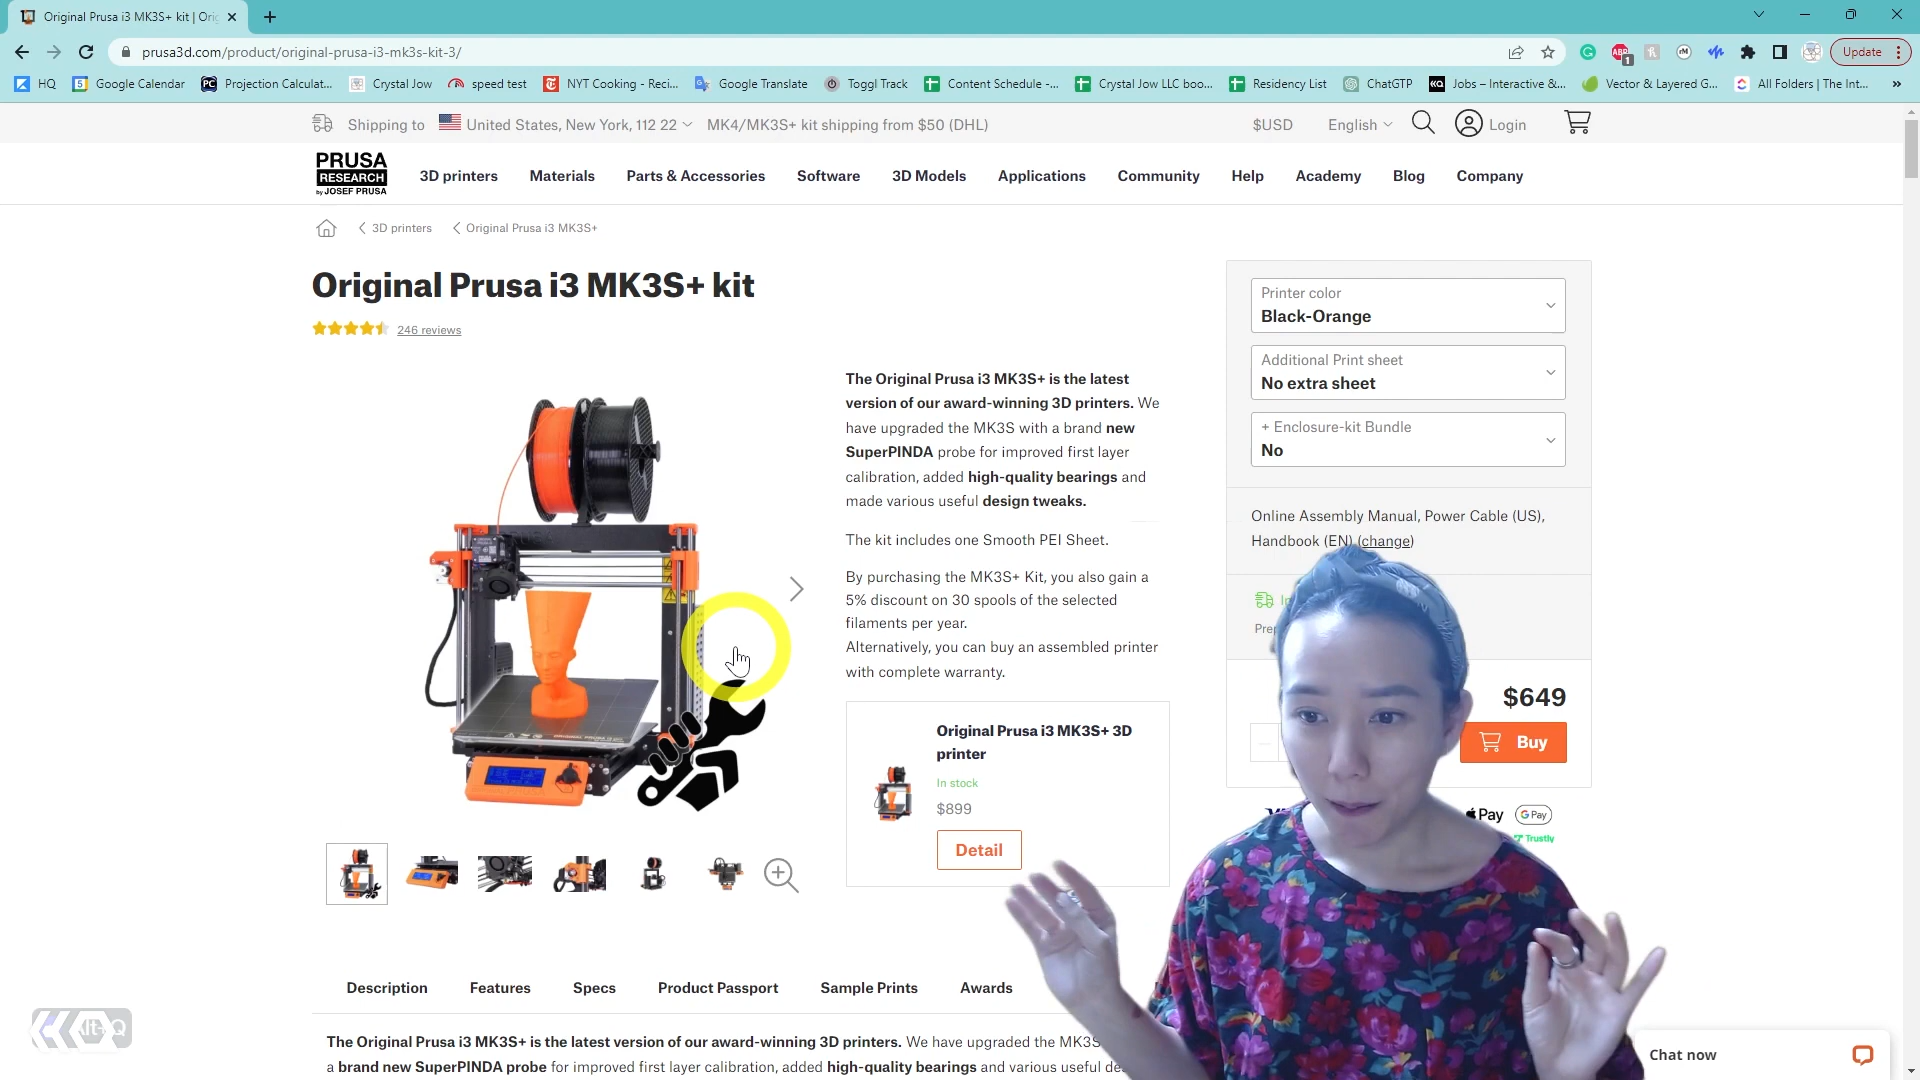 Original Prusa i3 MK3S+ kit | Orig
prusa3d.com/product/original-prusa-i3-mk3s-kit-3/
Update
HQ
Google Calendar
Projection Calculat...
Crystal Jow
speed test
NYT Cooking - Reci...
Google Translate
Toggl Track
Content Schedule -...
Crystal Jow LLC boo...
Residency List
ChatGTP
Jobs – Interactive &...
Vector & Layered G...
All Folders | The Int...
Shipping to United States, New York, 112 22 MK4/MK3S+ kit shipping from $50 (DHL)
$USD English Login
PRUSA
RESEARCH
by JOSEF PRUSA
3D printers Materials Parts & Accessories Software 3D Models Applications Community Help Academy Blog Company
3D printers Original Prusa i3 MK3S+
Original Prusa i3 MK3S+ kit
246 reviews
The Original Prusa i3 MK3S+ is the latest
version of our award-winning 3D printers. We
have upgraded the MK3S with a brand new
SuperPINDA probe for improved first layer
calibration, added high-quality bearings and
made various useful design tweaks.
The kit includes one Smooth PEI Sheet.
By purchasing the MK3S+ Kit, you also gain a
5% discount on 30 spools of the selected
filaments per year.
Alternatively, you can buy an assembled printer
with complete warranty.
Original Prusa i3 MK3S+ 3D
printer
In stock
$899
Detail
Printer color
Black-Orange
Additional Print sheet
No extra sheet
+ Enclosure-kit Bundle
No
Online Assembly Manual, Power Cable (US),
Handbook (EN) (change)
$649
Buy
Pay G Pay
Trustly
Description Features Specs Product Passport Sample Prints Awards
The Original Prusa i3 MK3S+ is the latest version of our award-winning 3D printers. We have upgraded the MK3S
a brand new SuperPINDA probe for improved first layer calibration, added high-quality bearings and various useful
Alt+Q
Chat now